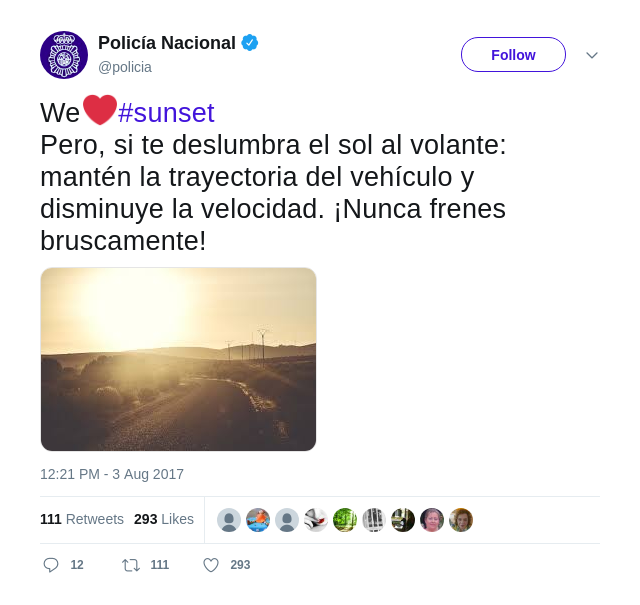 Policía Nacional
@policia
Follow
We❤️#sunset
Pero, si te deslumbra el sol al volante:
mantén la trayectoria del vehículo y
disminuye la velocidad. ¡Nunca frenes
bruscamente!
12:21 PM - 3 Aug 2017
111 Retweets 293 Likes
12 111 293